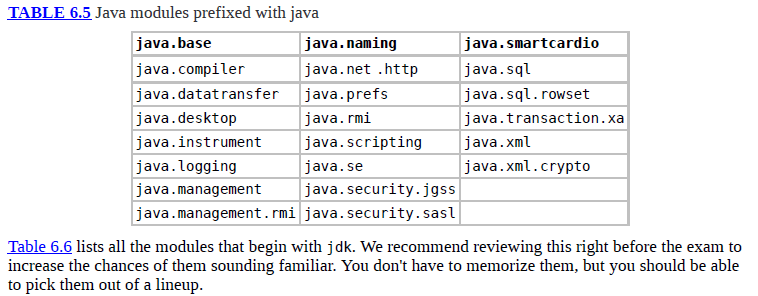 TABLE 6.5 Java modules prefixed with java
java.base java.naming java.smartcardio
java.compiler java.net .http java.sql
java.datatransfer java.prefs java.sql.rowset
java.desktop java.rmi java.transaction.xa
java.instrument java.scripting java.xml
java.logging java.se java.xml.crypto
java.management java.security.jgss
java.management.rmi java.security.sasl
Table 6.6 lists all the modules that begin with jdk. We recommend reviewing this right before the exam to
increase the chances of them sounding familiar. You don't have to memorize them, but you should be able
to pick them out of a lineup.